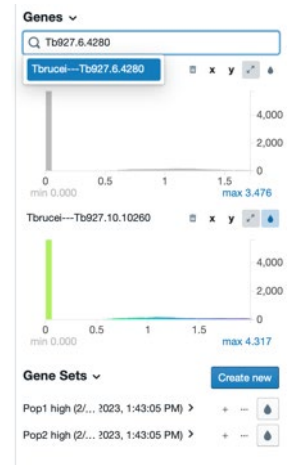 Genes
Tb927.6.4280
Tbrucei---Tb927.6.4280 x y
4,000
2,000
0
0 0.5 1 1.5
min 0.000 max 3.476
Tbrucei---Tb927.10.10260 x y
4,000
2,000
0
0 0.5 1 1.5
min 0.000 max 4.317
Gene Sets Create new
Pop1 high (2/... 2023, 1:43:05 PM) > + ...
Pop2 high (2/... 2023, 1:43:05 PM) > + ...